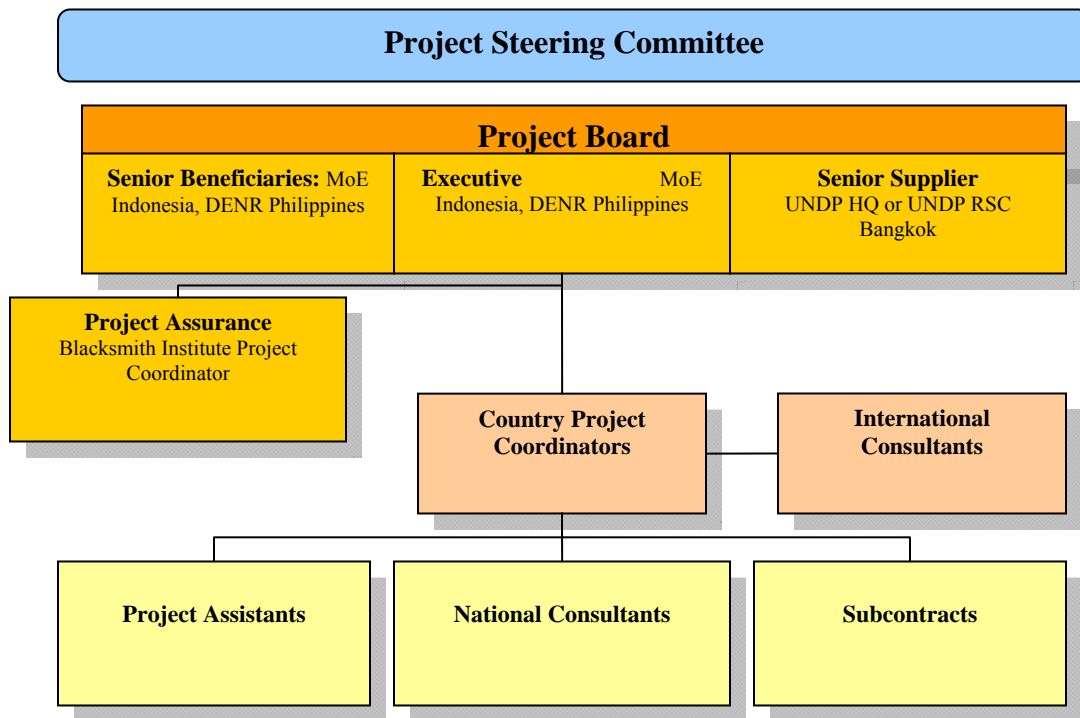 Project Steering Committee
Project Board
Senior Beneficiaries: MoE
Indonesia, DENR Philippines
Executive MoE
Indonesia, DENR Philippines
Senior Supplier
UNDP HQ or UNDP RSC
Bangkok
Project Assurance
Blacksmith Institute Project
Coordinator
Country Project
Coordinators
International
Consultants
Project Assistants
National Consultants
Subcontracts